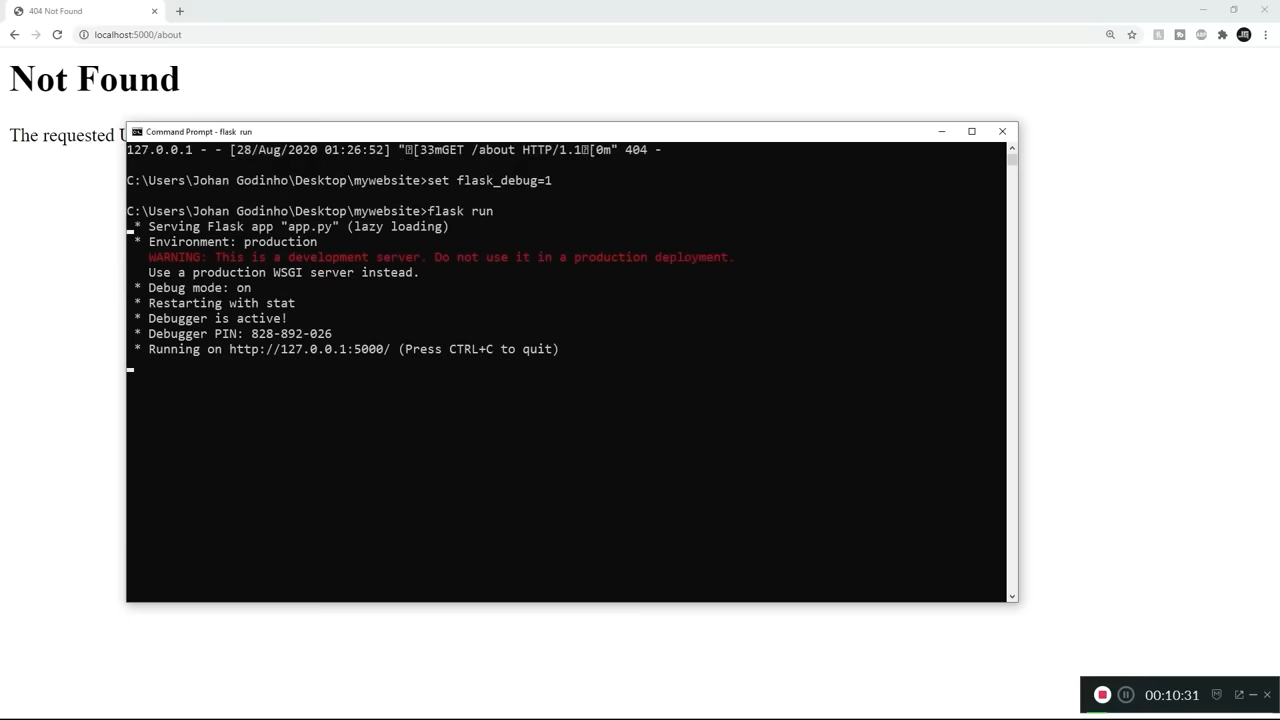 404 Not Found
localhost:5000/about
Not Found
The requested U
Command Prompt - flask run
127.0.0.1 - - [28/Aug/2020 01:26:52] "[33mGET /about HTTP/1.1[0m" 404 -
C:\Users\Johan Godinho\Desktop\mywebsite>set flask_debug=1
C:\Users\Johan Godinho\Desktop\mywebsite>flask run
* Serving Flask app "app.py" (lazy loading)
* Environment: production
WARNING: This is a development server. Do not use it in a production deployment.
Use a production WSGI server instead.
* Debug mode: on
* Restarting with stat
* Debugger is active!
* Debugger PIN: 828-892-026
* Running on http://127.0.0.1:5000/ (Press CTRL+C to quit)
00:10:31